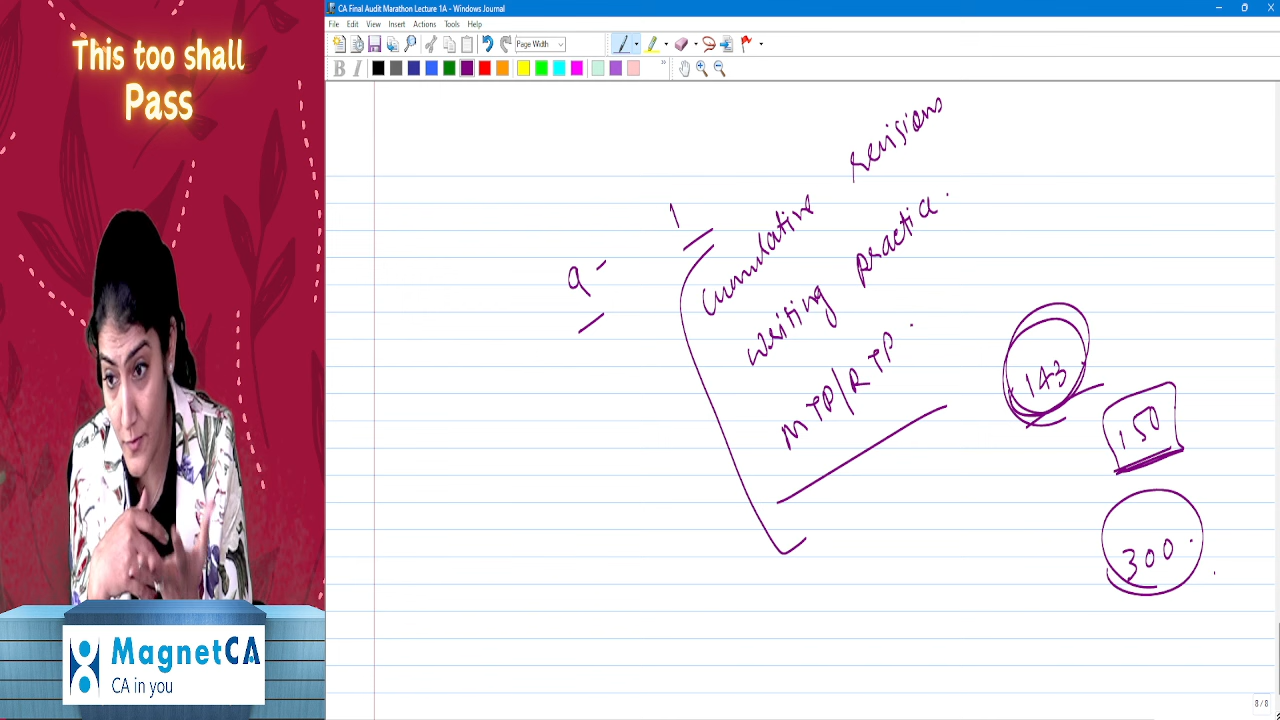 This too shall
Pass
MagnetCA
CA in you
CA Final Audit Marathon Lecture 1A - Windows Journal
File Edit View Insert Actions Tools Help
Page Width
B I
1
9 -
Cumulative revisions
Writing practice.
MTP/RTP.
143
150
300.
8 / 8